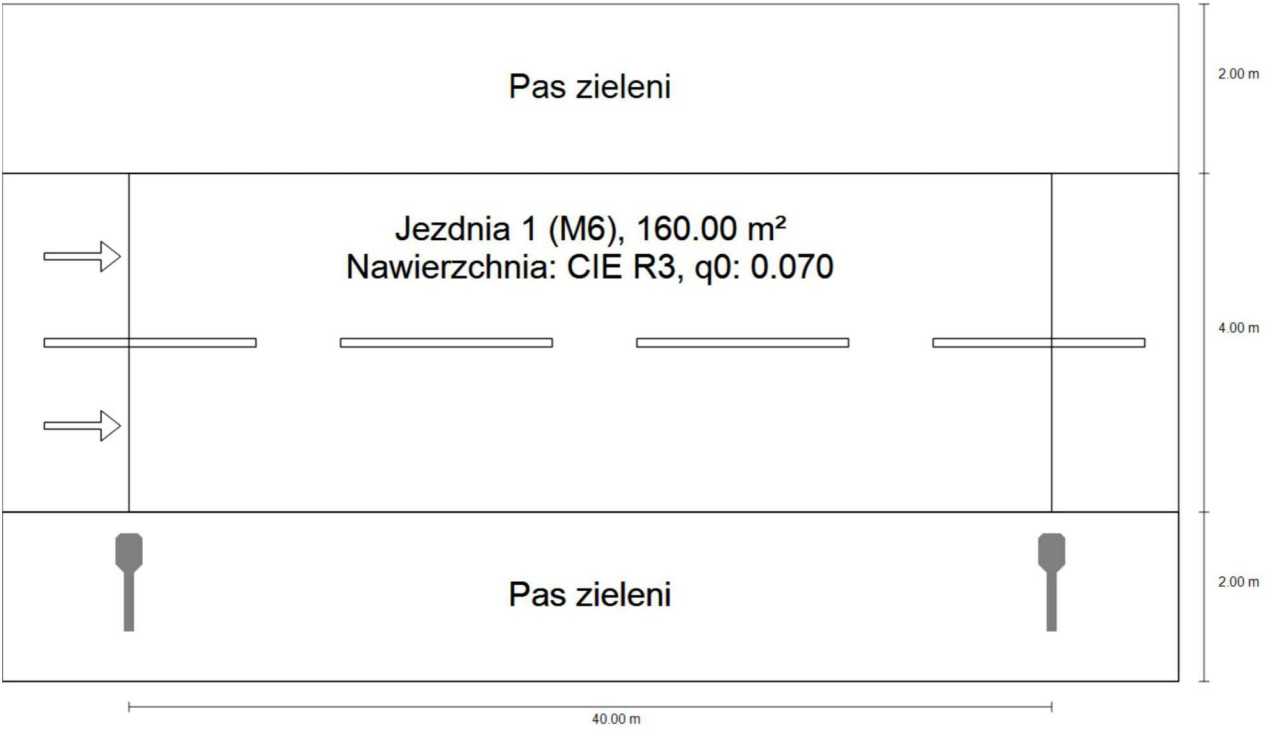 Pas zieleni
2.00 m
Jezdnia 1 (M6), 160.00 m²
Nawierzchnia: CIE R3, q0: 0.070
4.00 m
Pas zieleni
2.00 m
40.00 m